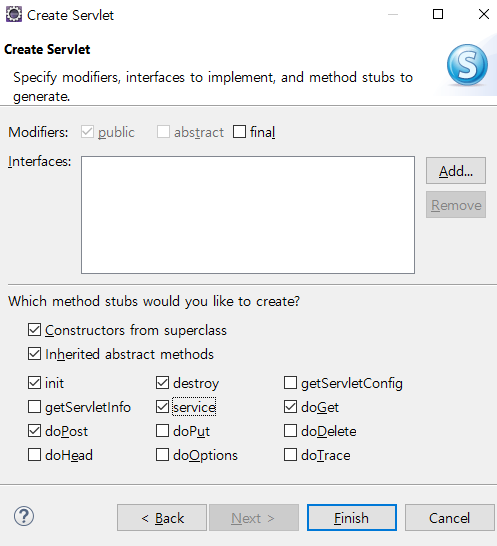 Create Servlet
Create Servlet
Specify modifiers, interfaces to implement, and method stubs to
generate.
Modifiers: public abstract final
Interfaces:
Add...
Remove
Which method stubs would you like to create?
Constructors from superclass
Inherited abstract methods
init destroy getServletConfig
getServletInfo service doGet
doPost doPut doDelete
doHead doOptions doTrace
? < Back Next > Finish Cancel